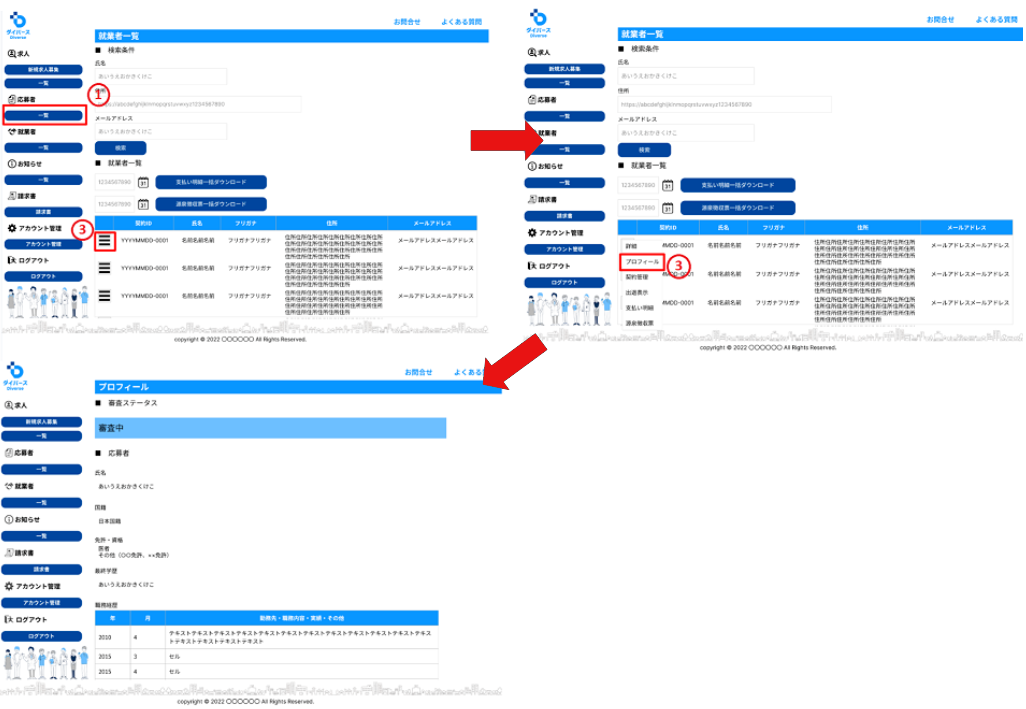 ダイバース
Diverse
お問合せ
よくある質問
就業者一覧
求人
新規求人募集
一覧
応募者
一覧
就業者
一覧
お知らせ
一覧
請求書
請求書
アカウント管理
アカウント管理
ログアウト
ログアウト
■ 検索条件
氏名
あいうえおかきくけこ
①
https://abcdefghijklmnopqrstuvwxyz1234567890
メールアドレス
あいうえおかきくけこ
検索
■ 就業者一覧
1234567890
31
支払い明細一括ダウンロード
1234567890
31
源泉徴収票一括ダウンロード
契約ID 氏名 フリガナ 住所 メールアドレス
③
YYYYMMDD-0001 名前名前名前 フリガナフリガナ 住所住所住所住所住所住所住所住所住所 メールアドレスメールアドレス
住所住所住所住所住所住所住所住所住所
住所住所住所住所住所住所
YYYYMMDD-0001 名前名前名前 フリガナフリガナ 住所住所住所住所住所住所住所住所住所 メールアドレスメールアドレス
住所住所住所住所住所住所住所住所住所
住所住所住所住所住所住所
YYYYMMDD-0001 名前名前名前 フリガナフリガナ 住所住所住所住所住所住所住所住所住所 メールアドレスメールアドレス
住所住所住所住所住所住所住所住所住所
住所住所住所住所住所住所
copyright © 2022 〇〇〇〇〇〇 All Rights Reserved.
ダイバース
Diverse
お問合せ
よくある質問
就業者一覧
求人
新規求人募集
一覧
応募者
一覧
就業者
一覧
お知らせ
一覧
請求書
請求書
アカウント管理
アカウント管理
ログアウト
ログアウト
■ 検索条件
氏名
あいうえおかきくけこ
住所
https://abcdefghijklmnopqrstuvwxyz1234567890
メールアドレス
あいうえおかきくけこ
検索
■ 就業者一覧
1234567890
31
支払い明細一括ダウンロード
1234567890
31
源泉徴収票一括ダウンロード
契約ID 氏名 フリガナ 住所 メールアドレス
詳細
プロフィール
③
契約管理
出退表示
支払い明細
源泉徴収票
MDD-0001 名前名前名前 フリガナフリガナ 住所住所住所住所住所住所住所住所住所 メールアドレスメールアドレス
住所住所住所住所住所住所住所住所住所
住所住所住所住所住所住所
MDD-0001 名前名前名前 フリガナフリガナ 住所住所住所住所住所住所住所住所住所 メールアドレスメールアドレス
住所住所住所住所住所住所住所住所住所
住所住所住所住所住所住所
MDD-0001 名前名前名前 フリガナフリガナ 住所住所住所住所住所住所住所住所住所 メールアドレスメールアドレス
住所住所住所住所住所住所住所住所住所
住所住所住所住所住所住所
copyright © 2022 〇〇〇〇〇〇 All Rights Reserved.
ダイバース
Diverse
お問合せ
よくある
プロフィール
求人
新規求人募集
一覧
応募者
一覧
就業者
一覧
お知らせ
一覧
請求書
請求書
アカウント管理
アカウント管理
ログアウト
ログアウト
■ 審査ステータス
審査中
■ 応募者
氏名
あいうえおかきくけこ
国籍
日本国籍
免許・資格
医者
その他（〇〇免許、××免許）
最終学歴
あいうえおかきくけこ
職務経歴
年 月 勤務先・職務内容・実績・その他
2010 4 テキストテキストテキストテキストテキストテキストテキストテキストテキストテキストテキストテキス
トテキストテキストテキストテキスト
2015 3 セル
2015 4 セル
copyright © 2022 〇〇〇〇〇〇 All Rights Reserved.